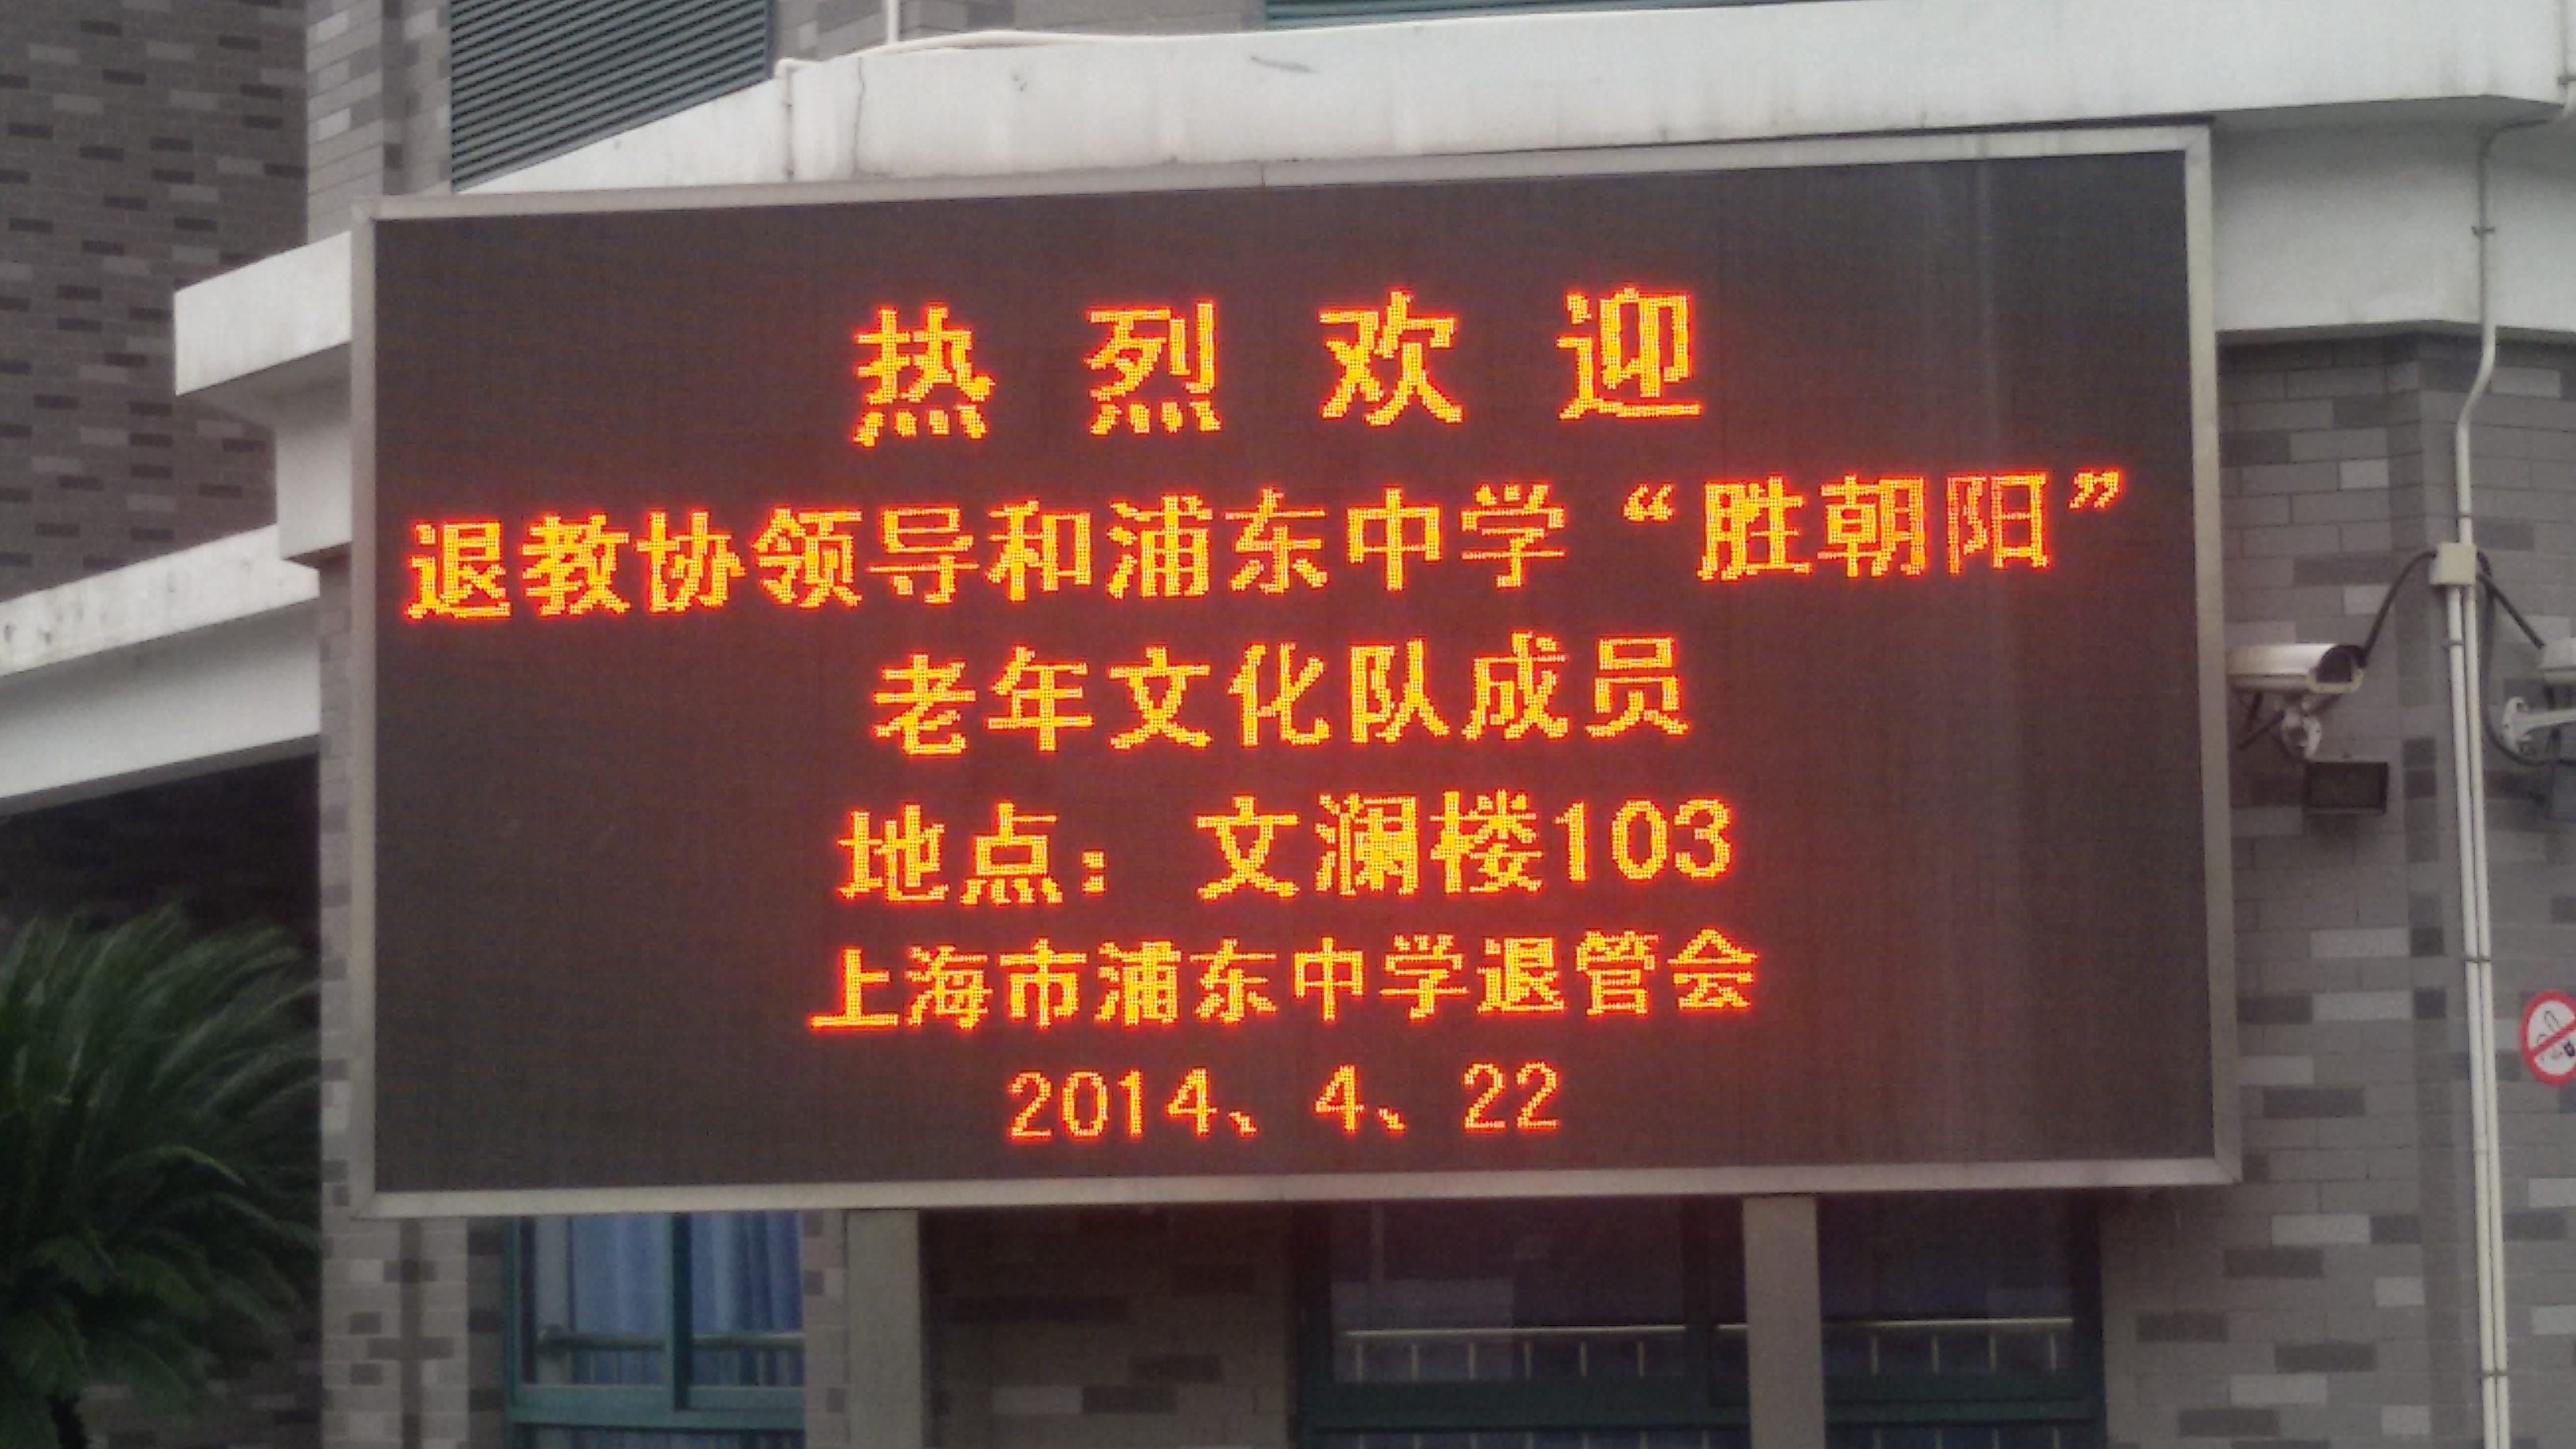 热烈欢迎
退教协领导和浦东中学“胜朝阳”
老年文化队成员
地点：文澜楼103
上海市浦东中学退管会
2014、4、22